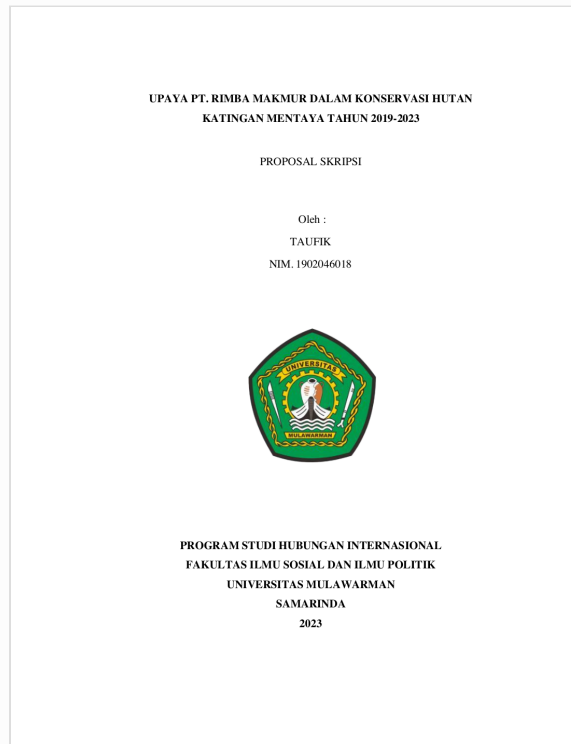 UPAYA PT. RIMBA MAKMUR DALAM KONSERVASI HUTAN
KATINGAN MENTAYA TAHUN 2019-2023
PROPOSAL SKRIPSI
Oleh :
TAUFIK
NIM. 1902046018
UNIVERSITAS
MULAWARMAN
PROGRAM STUDI HUBUNGAN INTERNASIONAL
FAKULTAS ILMU SOSIAL DAN ILMU POLITIK
UNIVERSITAS MULAWARMAN
SAMARINDA
2023